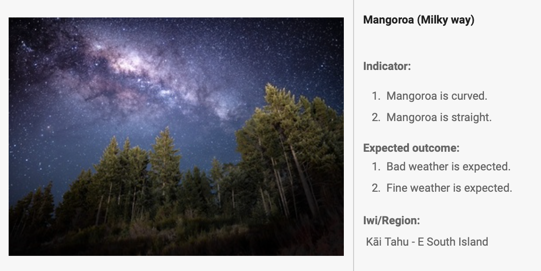 Mangoroa (Milky way)
Indicator:
1. Mangoroa is curved.
2. Mangoroa is straight.
Expected outcome:
1. Bad weather is expected.
2. Fine weather is expected.
Iwi/Region:
Kāi Tahu - E South Island